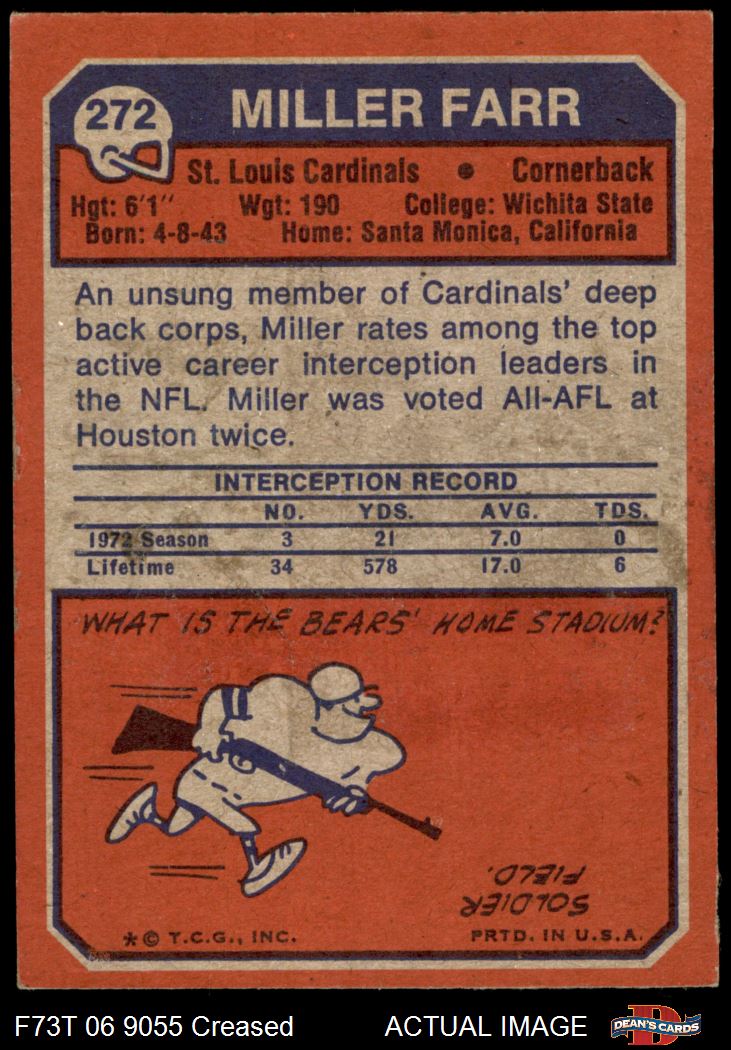 272
MILLER FARR
St. Louis Cardinals • Cornerback
Hgt: 6'1" Wgt: 190 College: Wichita State
Born: 4-8-43 Home: Santa Monica, California
An unsung member of Cardinals' deep
back corps, Miller rates among the top
active career interception leaders in
the NFL. Miller was voted All-AFL at
Houston twice.
INTERCEPTION RECORD
NO. YDS. AVG. TDS.
1972 Season 3 21 7.0 0
Lifetime 34 578 17.0 6
WHAT IS THE BEARS' HOME STADIUM?
SOLDIER
FIELD.
* © T.C.G., INC. PRTD. IN U.S.A.
F73T 06 9055 Creased ACTUAL IMAGE
D
DEAN'S CARDS